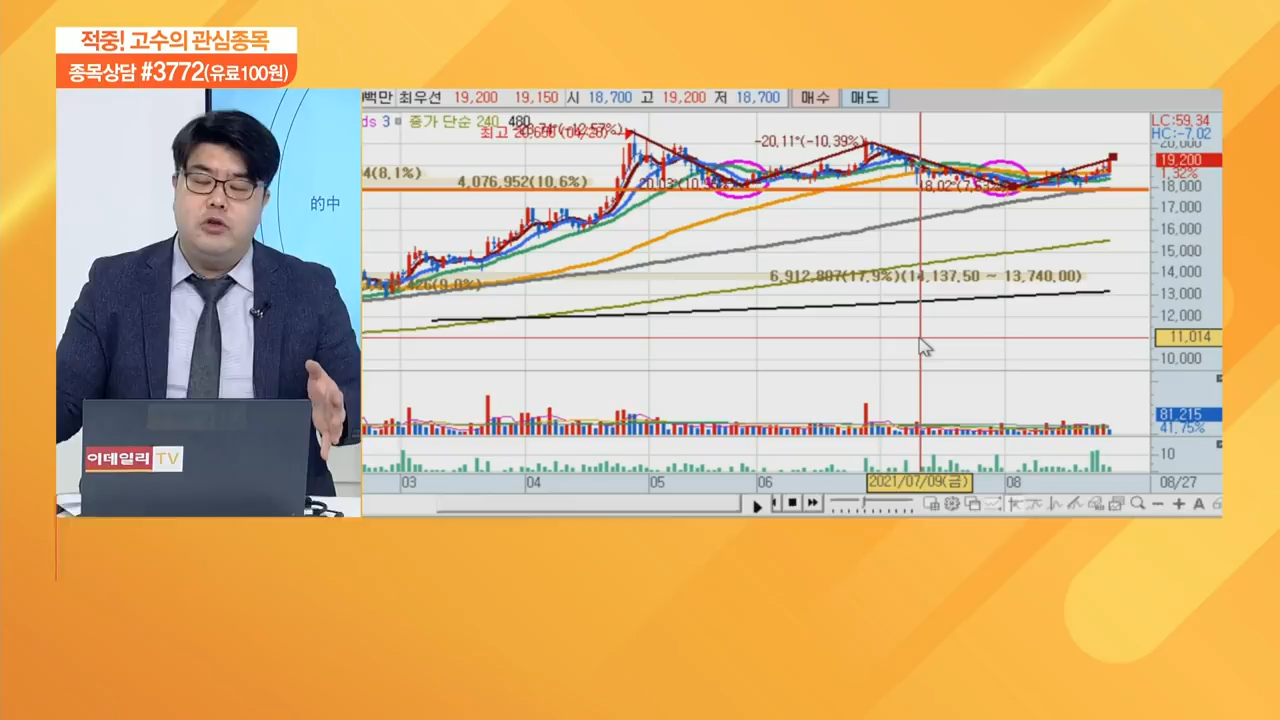 적중! 고수의 관심종목
종목상담 #3772(유료100원)
的中
이데일리 TV
백만 최우선 19,200 19,150 시 18,700 고 19,200 저 18,700 매수 매도
ds 3 종가 단순 240 480
LC:59.34
HC:-7.02
-20.11°(-10.39%)
20,000
19,200
1.32%
4(8.1%)
4,076,952(10.6%)
18,000
17,000
16,000
15,000
14,000
6,912,887(17.9%)(14,137.50 ~ 13,740.00)
13,000
12,000
11,014
10,000
81,215
41.75%
10
03 04 05 06 2021/07/09(금) 08 08/27